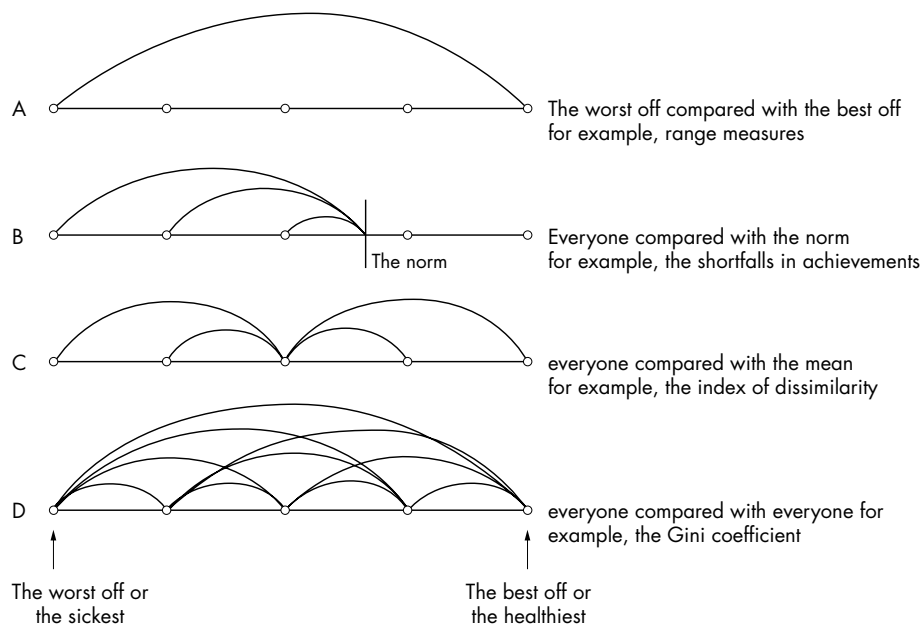 A
The worst off compared with the best off
for example, range measures
B
The norm
Everyone compared with the norm
for example, the shortfalls in achievements
C
everyone compared with the mean
for example, the index of dissimilarity
D
everyone compared with everyone for
example, the Gini coefficient
The worst off or
the sickest
The best off or
the healthiest